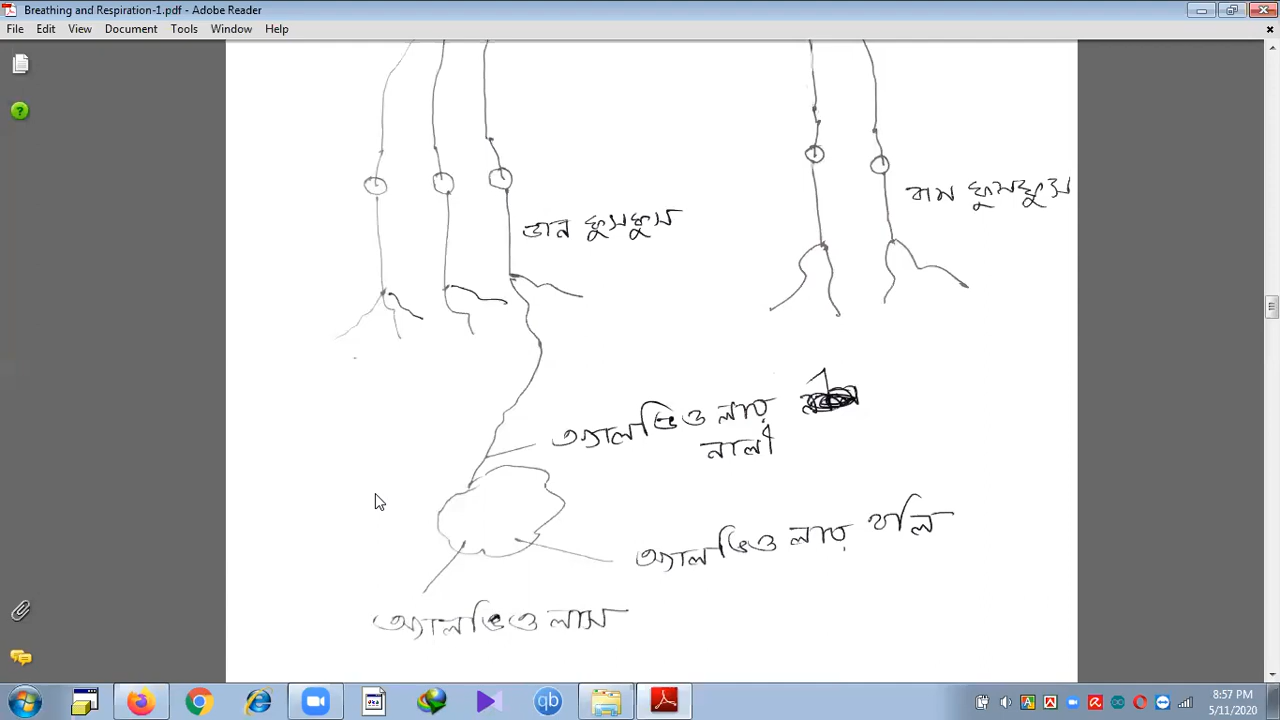 Breathing and Respiration-1.pdf - Adobe Reader
File Edit View Document Tools Window Help
বাম ফুসফুস
ডান ফুসফুস
অ্যালভিওলার
নালী
অ্যালভিওলার থলি
অ্যালভিওলাস
8:57 PM
5/11/2020